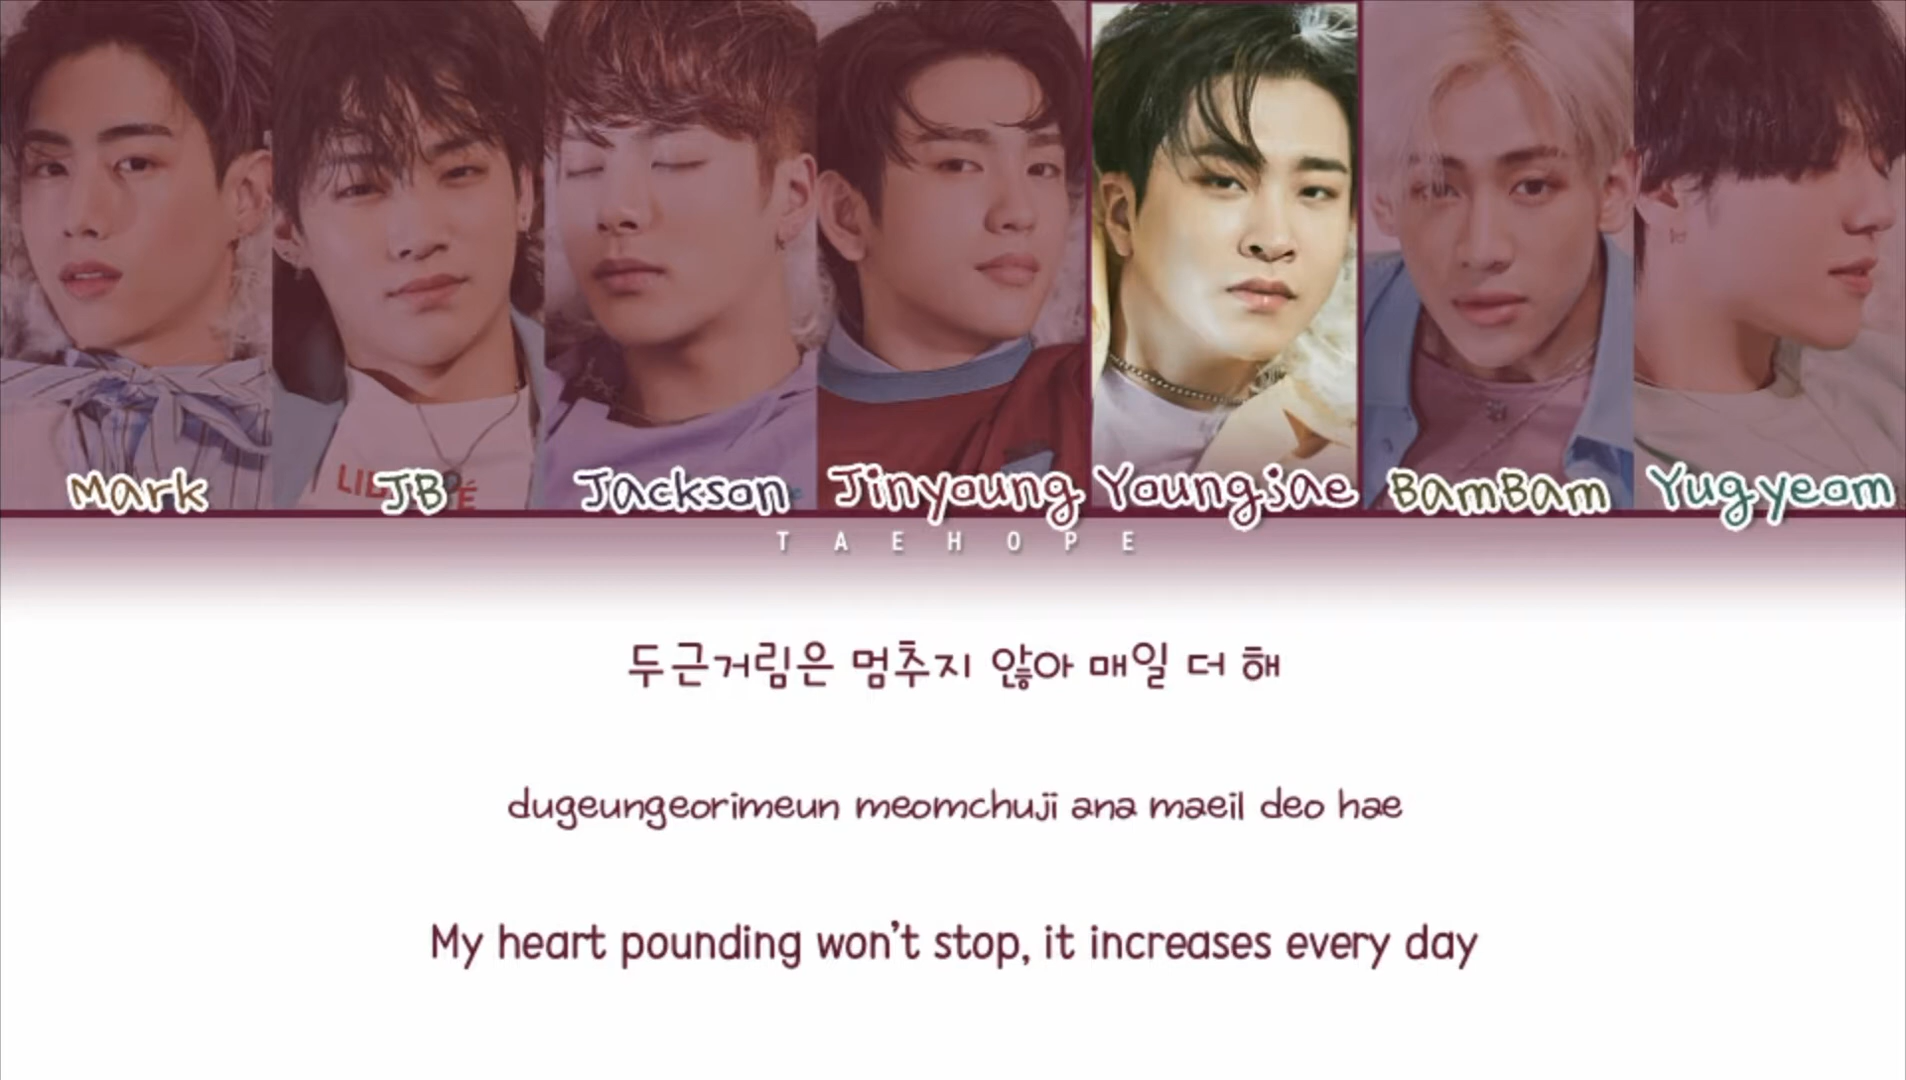 Mark JB Jackson Jinyoung Youngjae BamBam Yugyeom
TAEHOPE
두근거림은 멈추지 않아 매일 더 해
dugeungeorimeun meomchuji ana maeil deo hae
My heart pounding won't stop, it increases every day